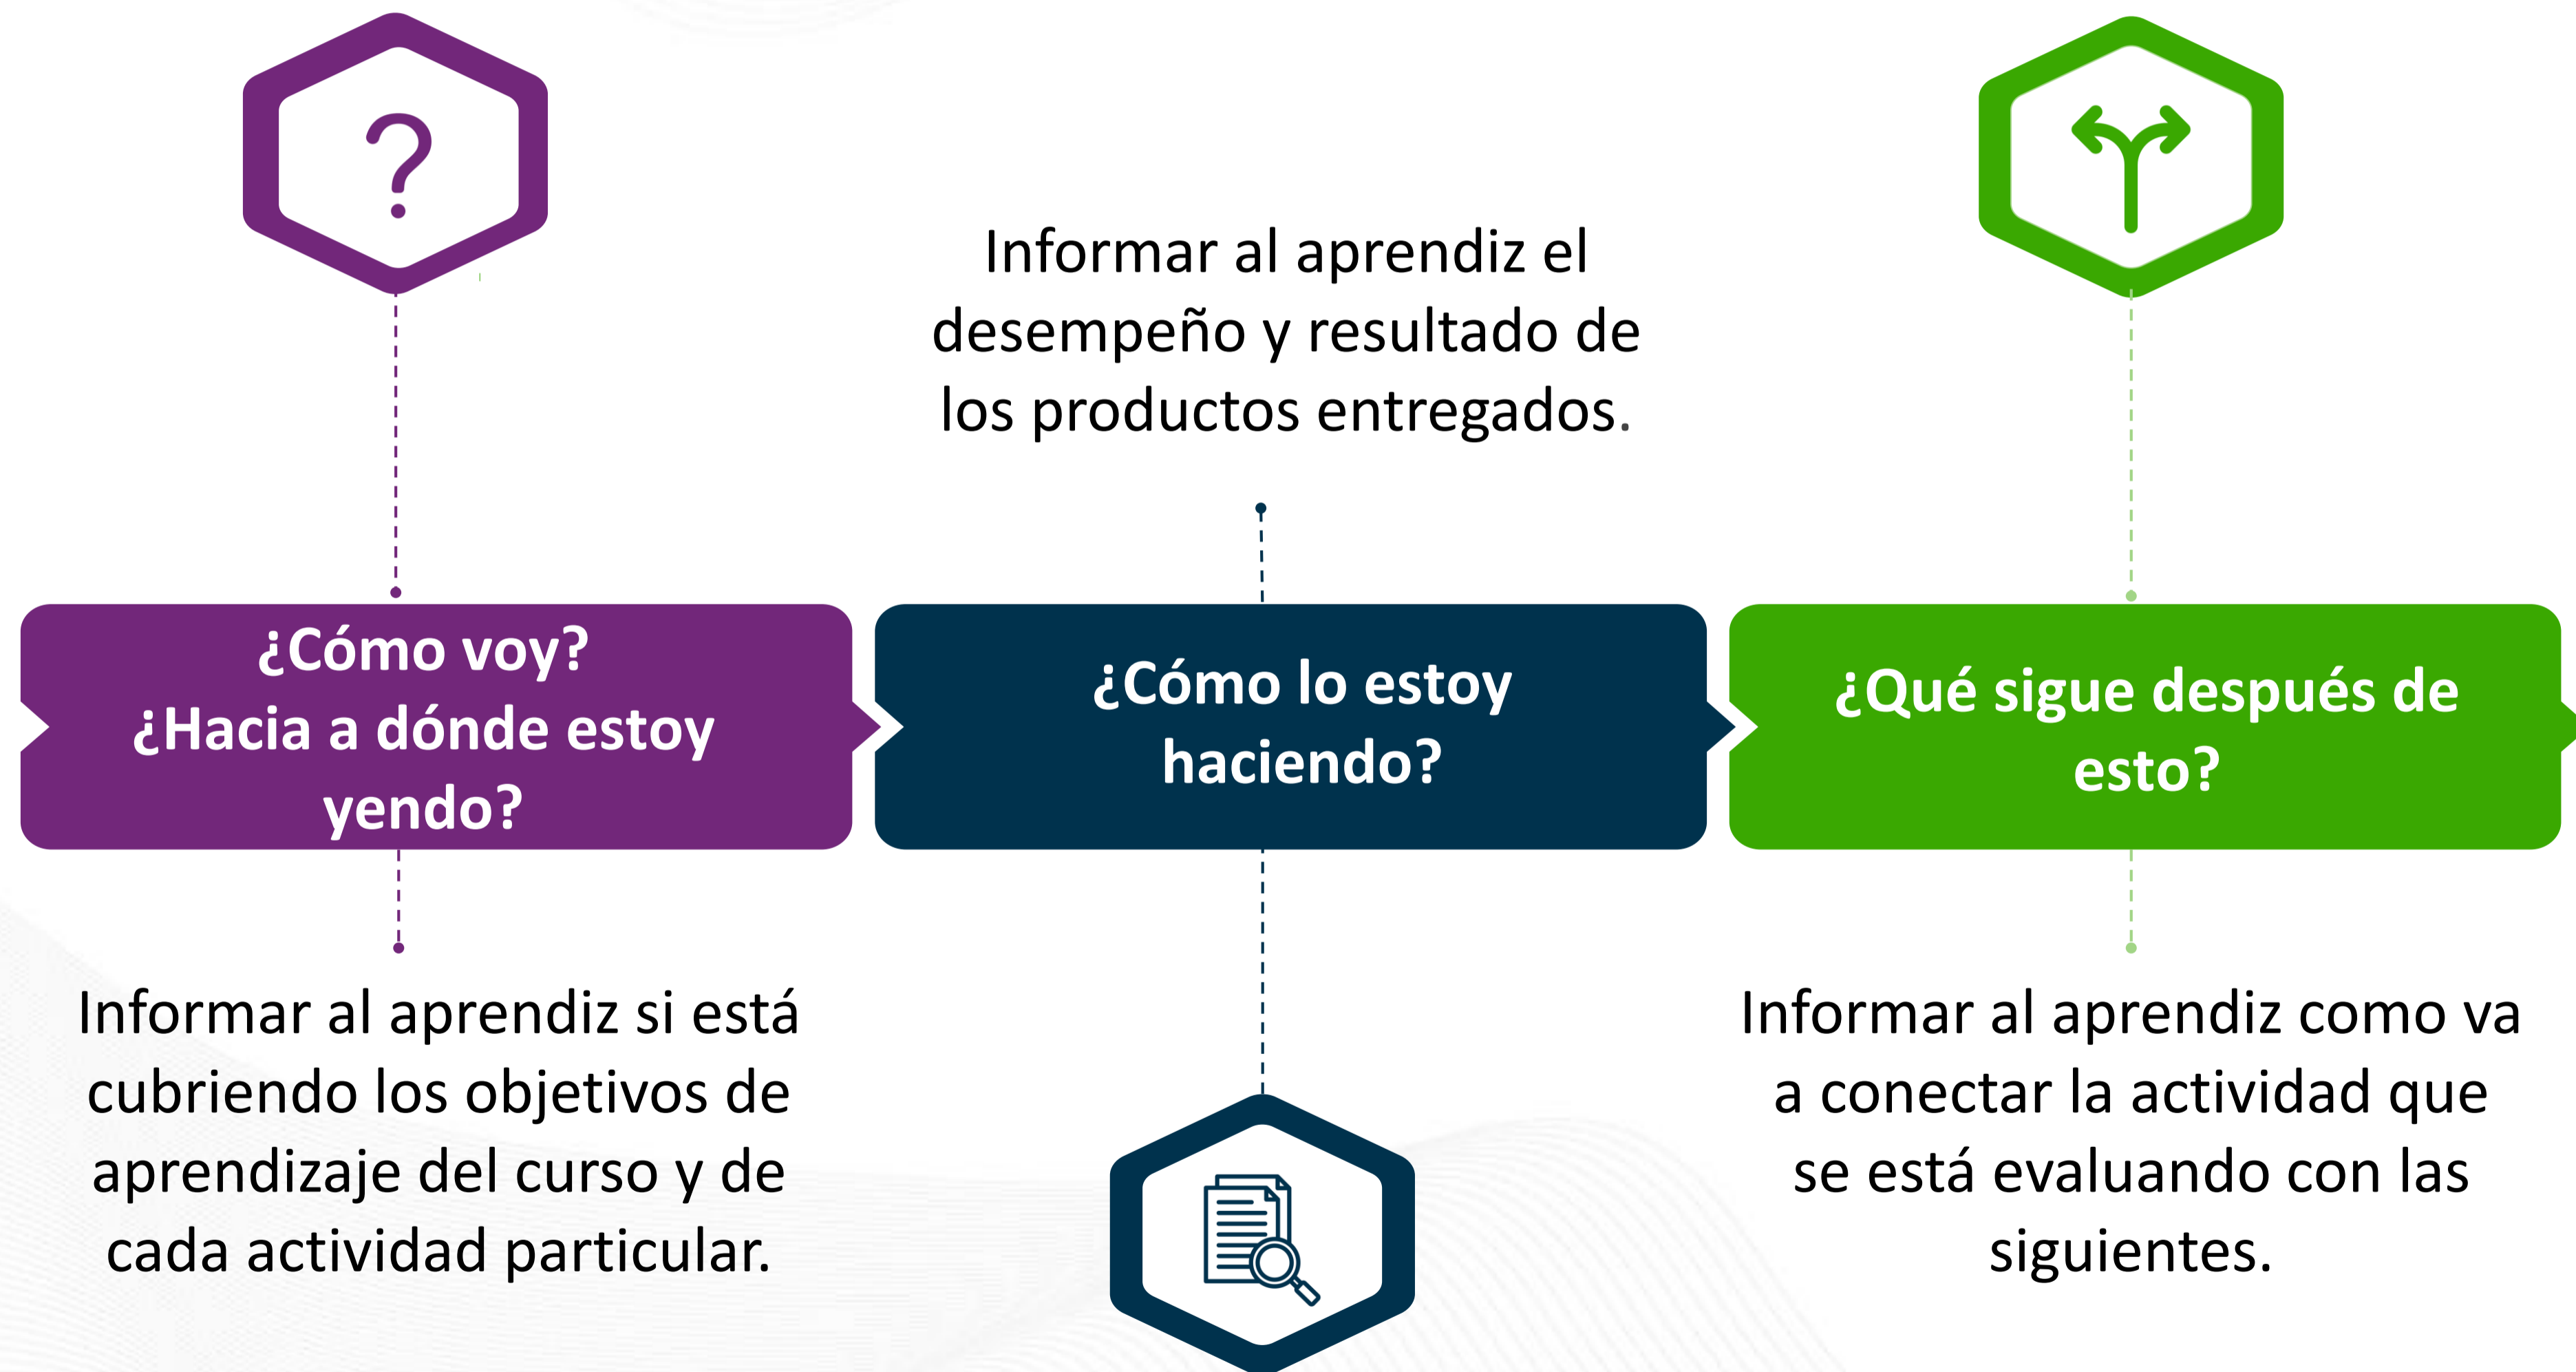 ¿Cómo voy?
¿Hacia a dónde estoy
yendo?
Informar al aprendiz si está
cubriendo los objetivos de
aprendizaje del curso y de
cada actividad particular.
Informar al aprendiz el
desempeño y resultado de
los productos entregados.
¿Cómo lo estoy
haciendo?
¿Qué sigue después de
esto?
Informar al aprendiz como va
a conectar la actividad que
se está evaluando con las
siguientes.